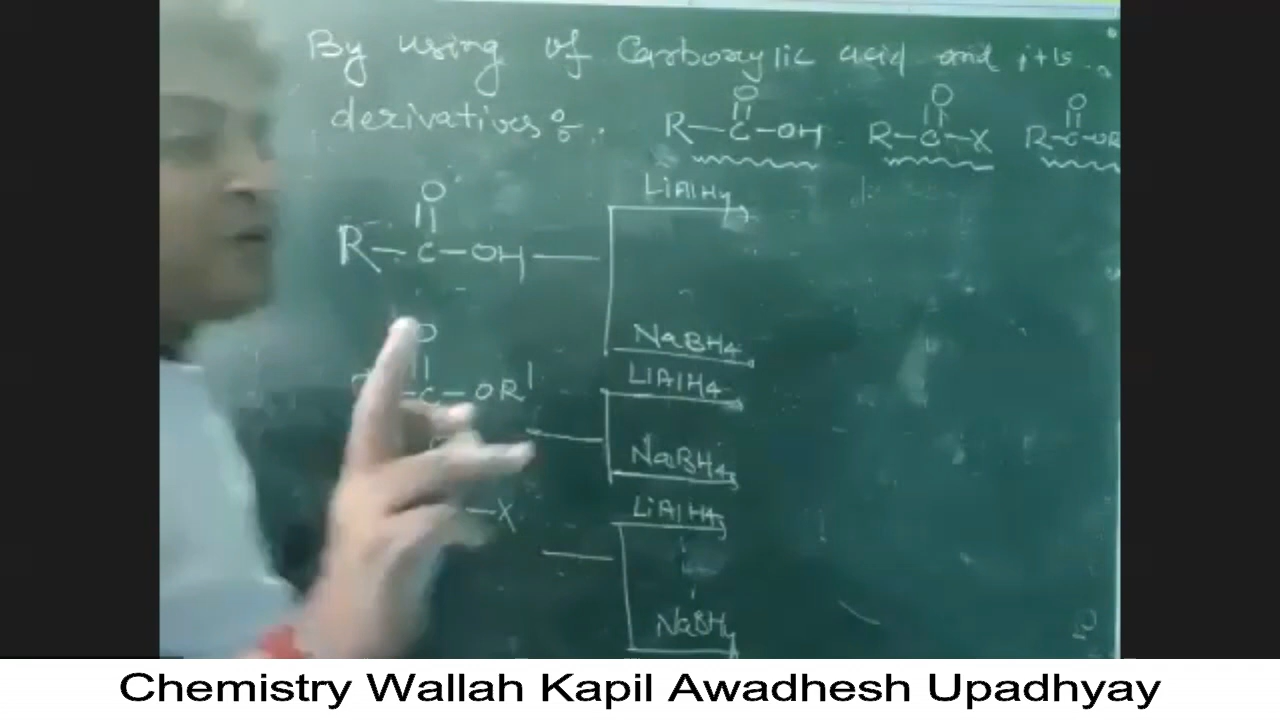 By using of Carboxylic acid and its
derivatives :-
R-C-OH R-C-X R-C-OR
O O O
LiAlH4
O
R-C-OH
NaBH4
O
LiAlH4
-C-OR'
NaBH4
LiAlH4
-X
NaBH4
Chemistry Wallah Kapil Awadhesh Upadhyay